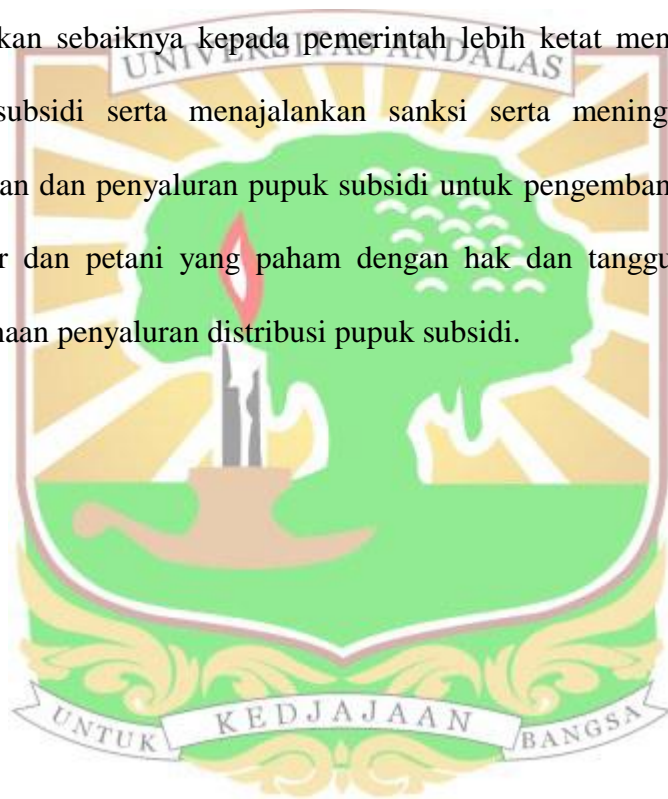 kan sebaiknya kepada pemerintah lebih ketat men
UNIVERSITAS ANDALAS
subsidi serta menajalankan sanksi serta mening
an dan penyaluran pupuk subsidi untuk pengemban
r dan petani yang paham dengan hak dan tanggu
naan penyaluran distribusi pupuk subsidi.
UNTUK KEDJAJAAN BANGSA